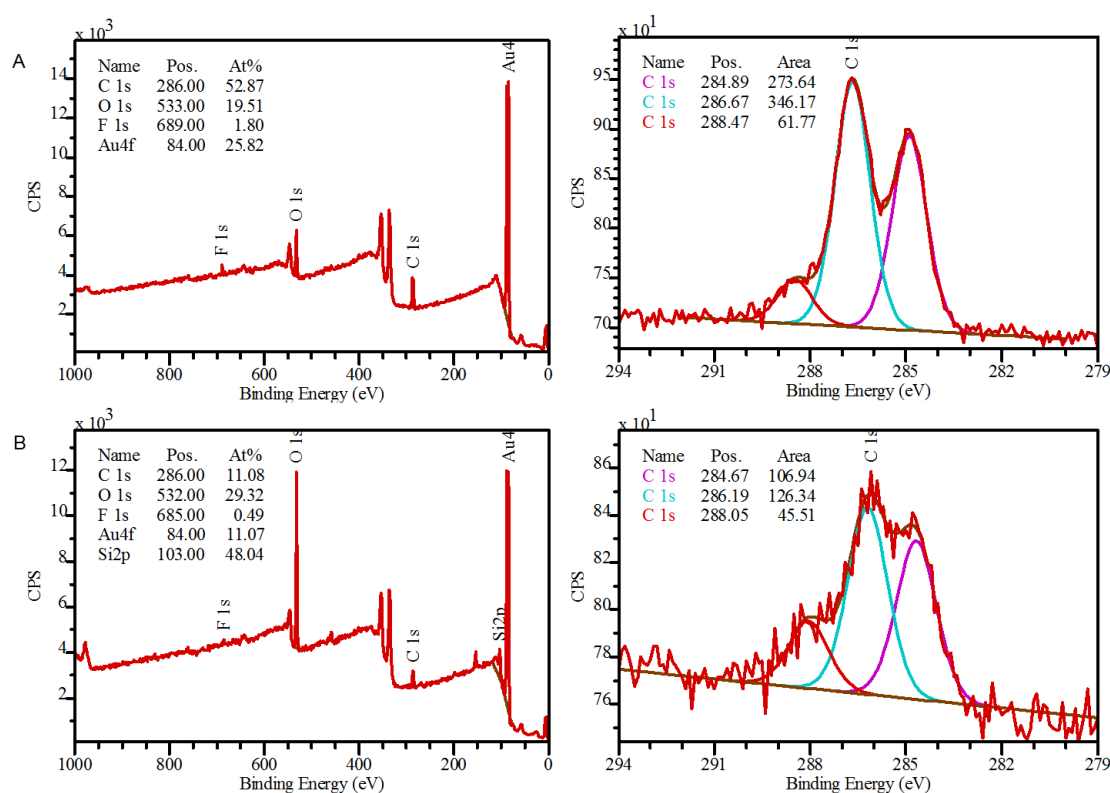 A
x 10³
Name Pos. At%
C 1s 286.00 52.87
O 1s 533.00 19.51
F 1s 689.00 1.80
Au4f 84.00 25.82
Au4
F 1s
O 1s
C 1s
14
12
10
8
6
4
2
CPS
1000 800 600 400 200 0
Binding Energy (eV)
x 10¹
Name Pos. Area
C 1s 284.89 273.64
C 1s 286.67 346.17
C 1s 288.47 61.77
C 1s
95
90
85
80
75
70
CPS
294 291 288 285 282 279
Binding Energy (eV)
B
x 10³
Name Pos. At%
C 1s 286.00 11.08
O 1s 532.00 29.32
F 1s 685.00 0.49
Au4f 84.00 11.07
Si2p 103.00 48.04
O 1s
Au4
F 1s
C 1s
Si2p
12
10
8
6
4
2
CPS
1000 800 600 400 200 0
Binding Energy (eV)
x 10¹
Name Pos. Area
C 1s 284.67 106.94
C 1s 286.19 126.34
C 1s 288.05 45.51
C 1s
86
84
82
80
78
76
CPS
294 291 288 285 282 279
Binding Energy (eV)